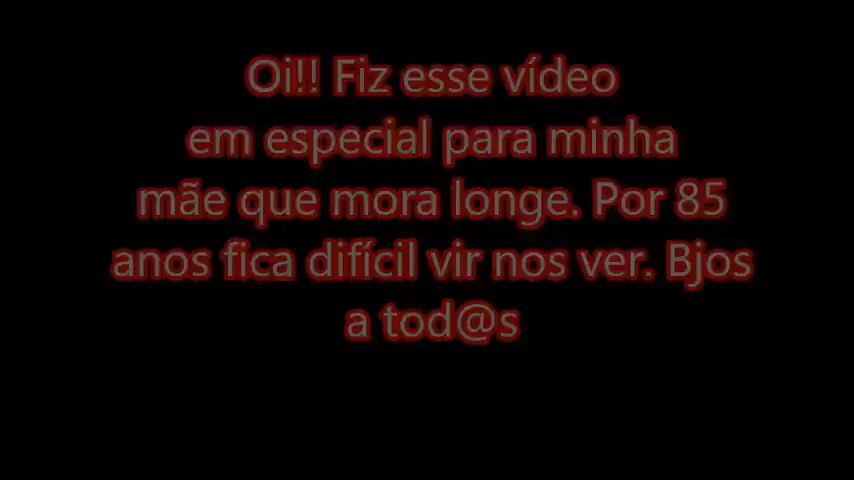 Oi!! Fiz esse vídeo
em especial para minha
mãe que mora longe. Por 85
anos fica difícil vir nos ver. Bjos
a tod@s